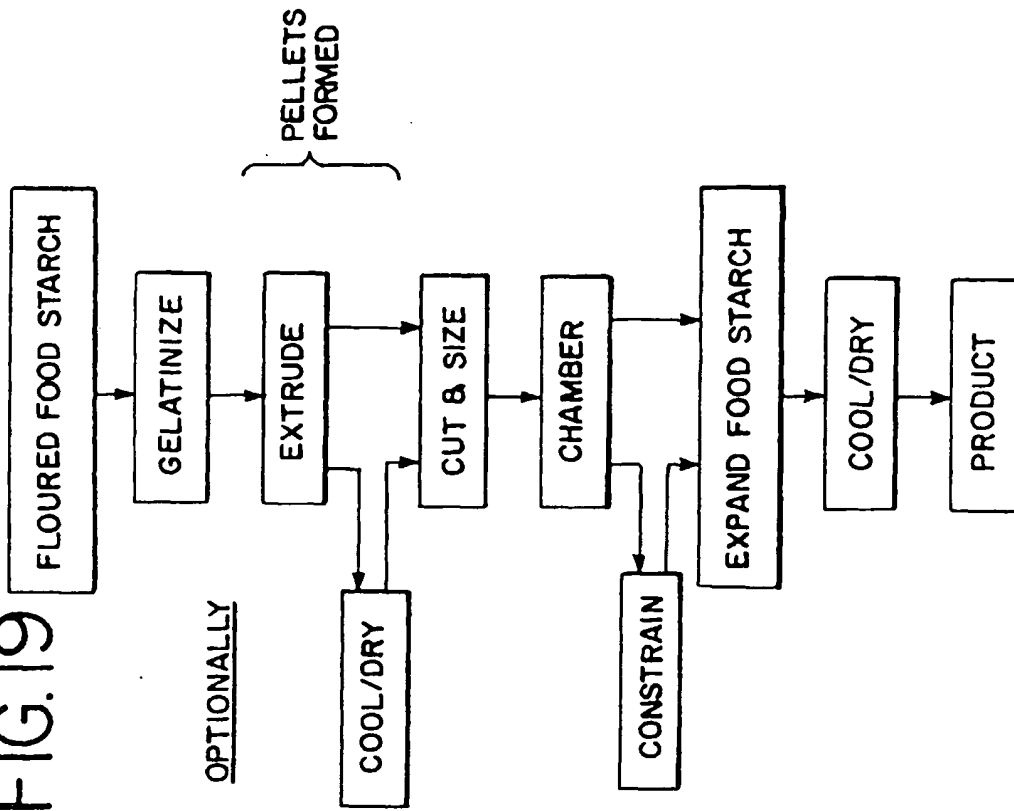 FIG. 19
FLOURED FOOD STARCH
GELATINIZE
OPTIONALLY
EXTRUDE
PELLETS
FORMED
COOL/DRY
CUT & SIZE
CHAMBER
CONSTRAIN
EXPAND FOOD STARCH
COOL/DRY
PRODUCT